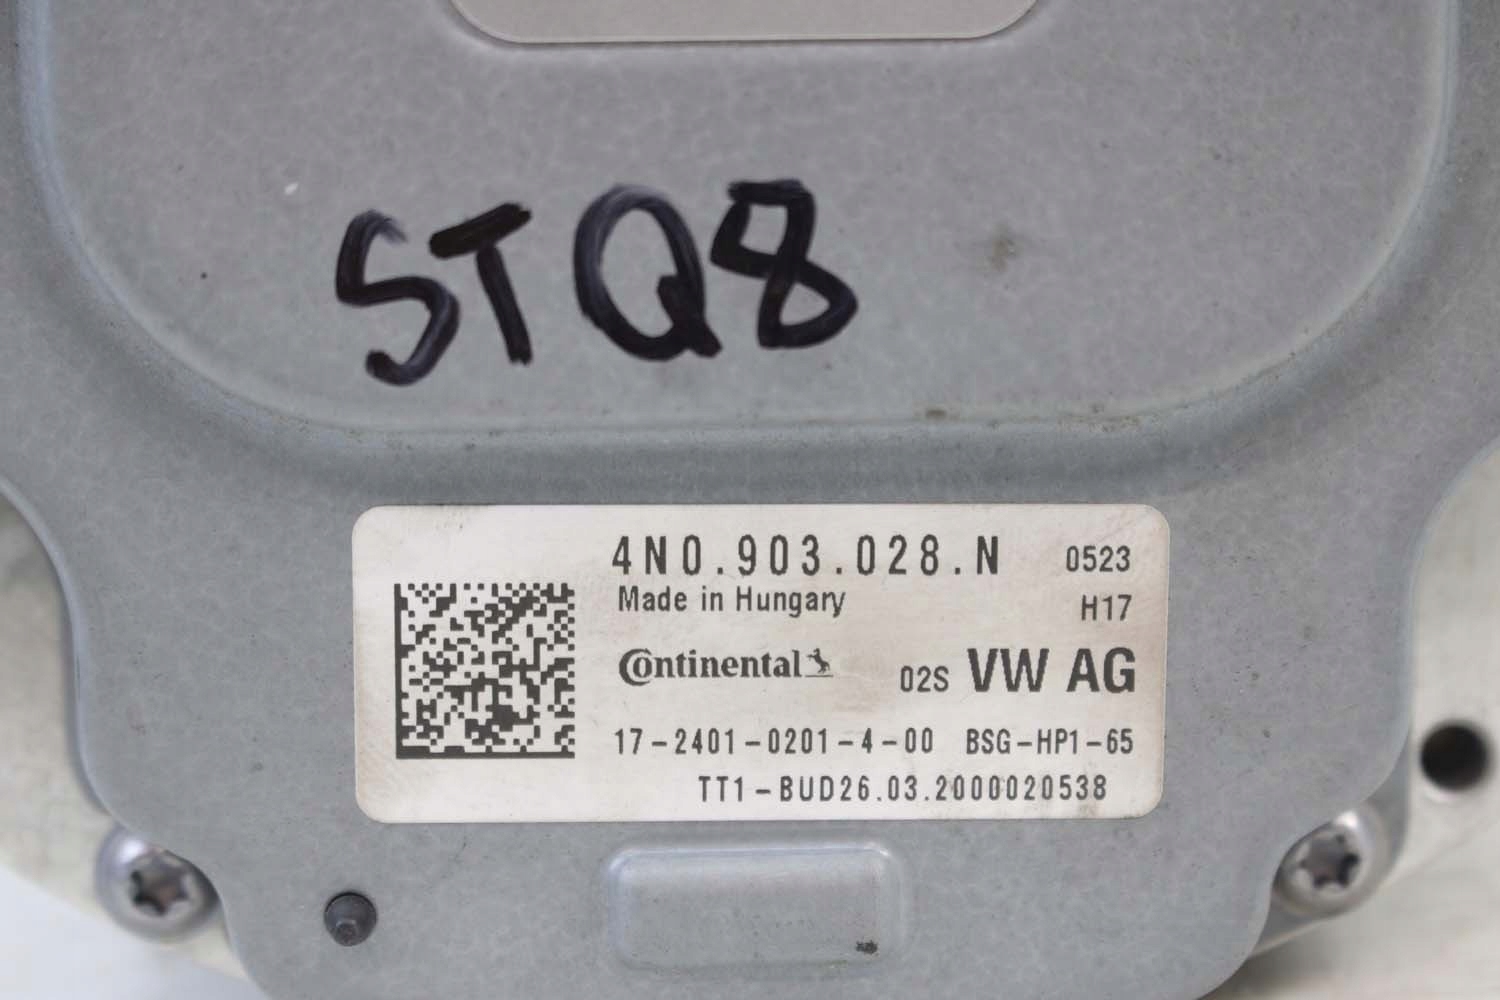 STQ8
4N0.903.028.N 0523
Made in Hungary H17
Continental 02S VW AG
17-2401-0201-4-00 BSG-HP1-65
TT1-BUD26.03.2000020538